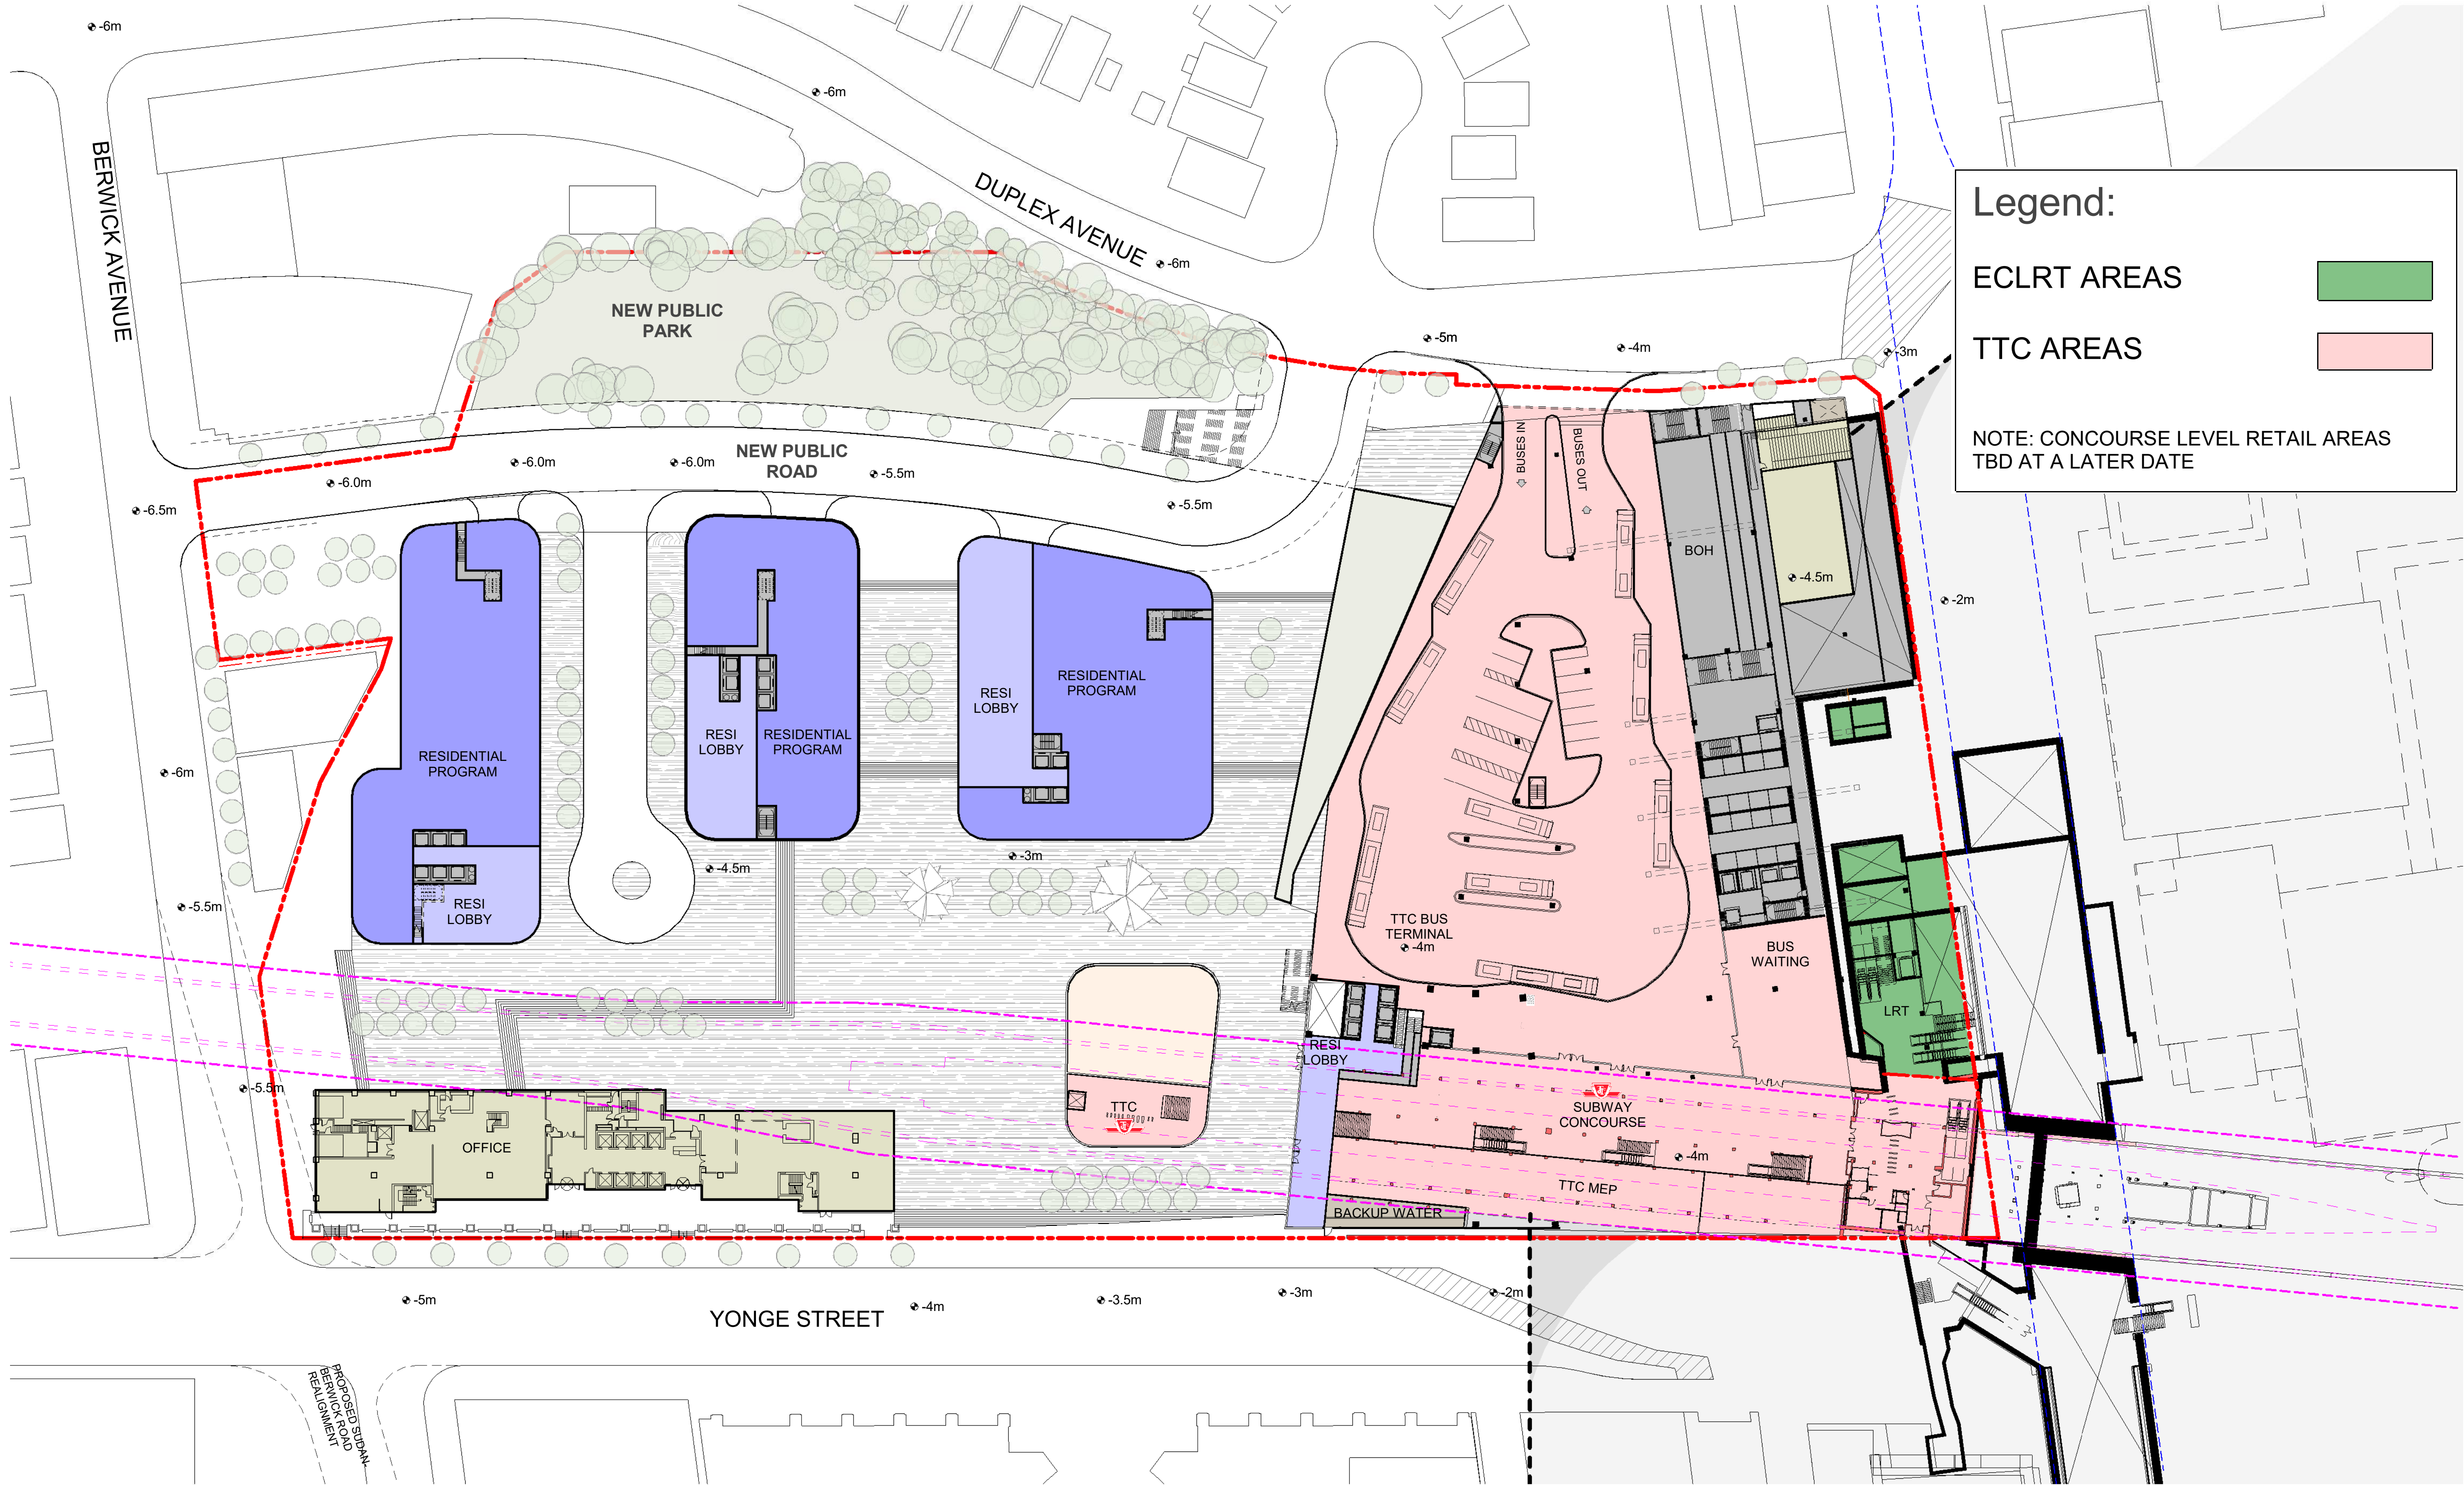 -6m
-6m
BERWICK AVENUE
DUPLEX AVENUE
-6m
Legend:
ECLRT AREAS
TTC AREAS
NOTE: CONCOURSE LEVEL RETAIL AREAS
TBD AT A LATER DATE
NEW PUBLIC
PARK
-5m
-4m
-3m
NEW PUBLIC
ROAD
-6.0m
-6.0m
-6.0m
-5.5m
-5.5m
-6.5m
BUSES IN
BUSES OUT
BOH
-4.5m
-2m
RESIDENTIAL
PROGRAM
RESI
LOBBY
RESI
LOBBY
RESIDENTIAL
PROGRAM
RESIDENTIAL
PROGRAM
-6m
-3m
-4.5m
RESI
LOBBY
-5.5m
TTC BUS
TERMINAL
-4m
BUS
WAITING
LRT
RESI
LOBBY
-5.5m
TTC
SUBWAY
CONCOURSE
OFFICE
-4m
TTC MEP
BACKUP WATER
-5m
YONGE STREET
-4m
-3.5m
-3m
-2m
PROPOSED SUDAN-
BERWICK ROAD
REALIGNMENT